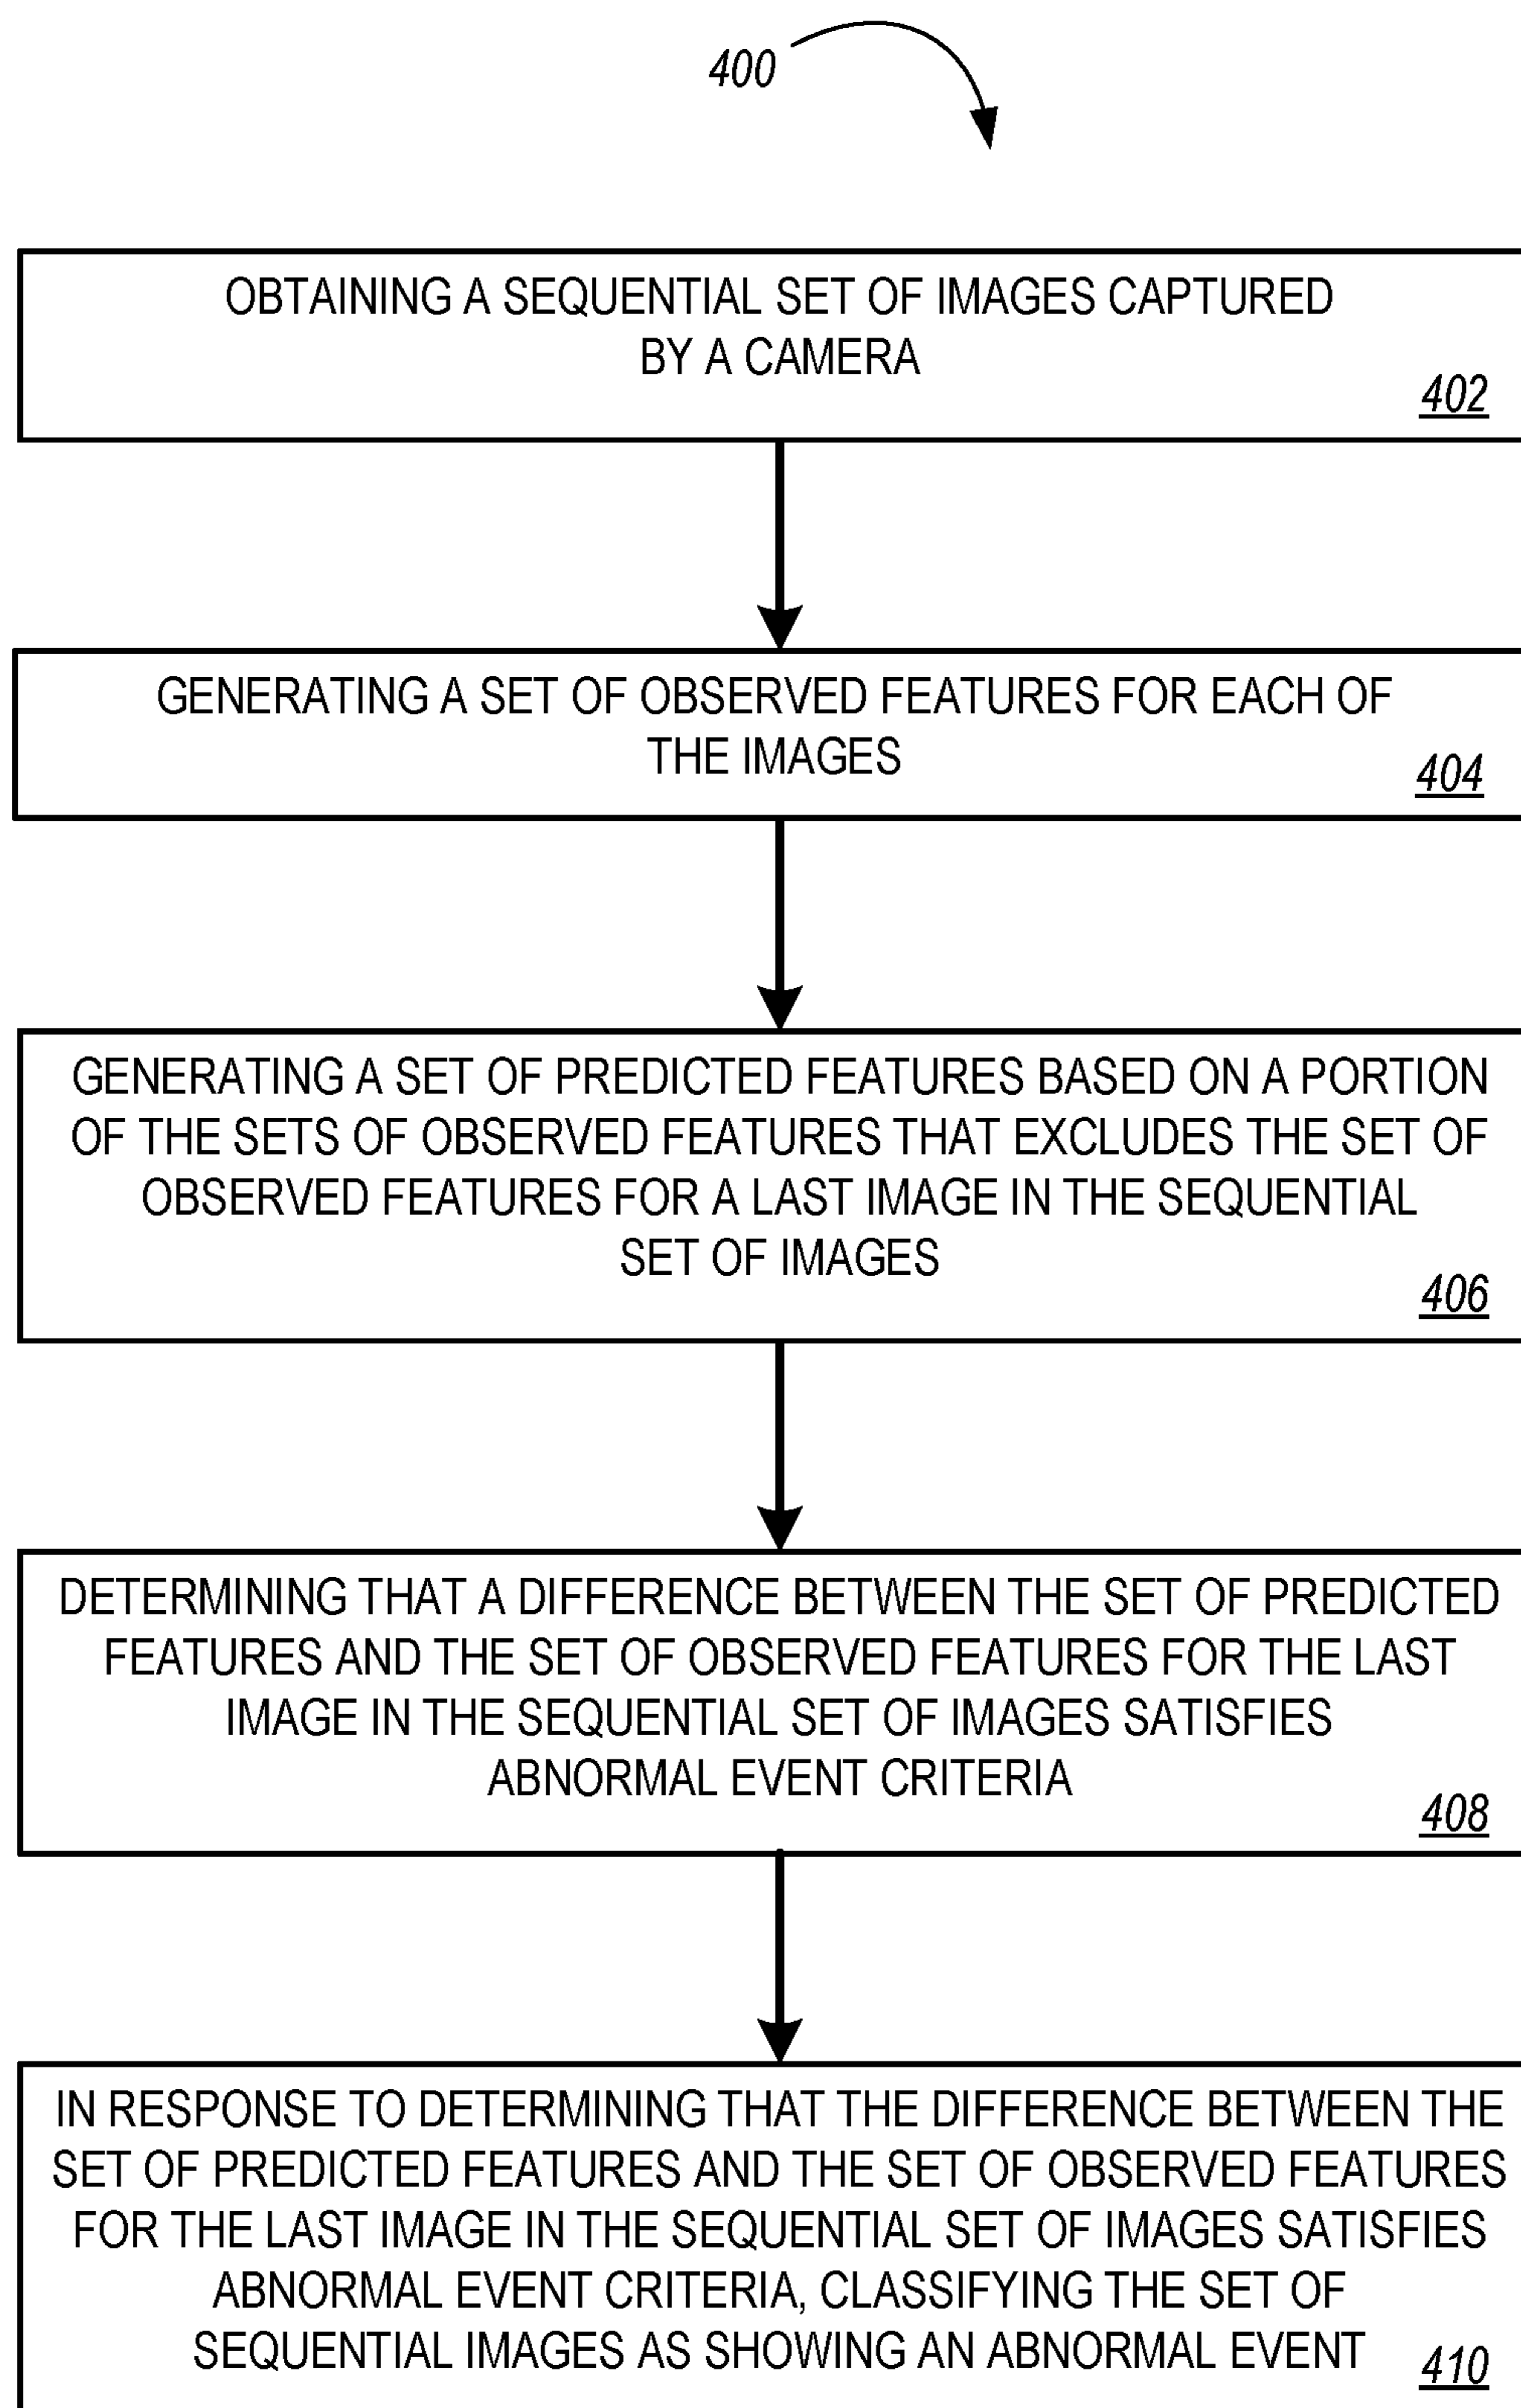 400
OBTAINING A SEQUENTIAL SET OF IMAGES CAPTURED
BY A CAMERA
402
GENERATING A SET OF OBSERVED FEATURES FOR EACH OF
THE IMAGES
404
GENERATING A SET OF PREDICTED FEATURES BASED ON A PORTION
OF THE SETS OF OBSERVED FEATURES THAT EXCLUDES THE SET OF
OBSERVED FEATURES FOR A LAST IMAGE IN THE SEQUENTIAL
SET OF IMAGES
406
DETERMINING THAT A DIFFERENCE BETWEEN THE SET OF PREDICTED
FEATURES AND THE SET OF OBSERVED FEATURES FOR THE LAST
IMAGE IN THE SEQUENTIAL SET OF IMAGES SATISFIES
ABNORMAL EVENT CRITERIA
408
IN RESPONSE TO DETERMINING THAT THE DIFFERENCE BETWEEN THE
SET OF PREDICTED FEATURES AND THE SET OF OBSERVED FEATURES
FOR THE LAST IMAGE IN THE SEQUENTIAL SET OF IMAGES SATISFIES
ABNORMAL EVENT CRITERIA, CLASSIFYING THE SET OF
SEQUENTIAL IMAGES AS SHOWING AN ABNORMAL EVENT
410